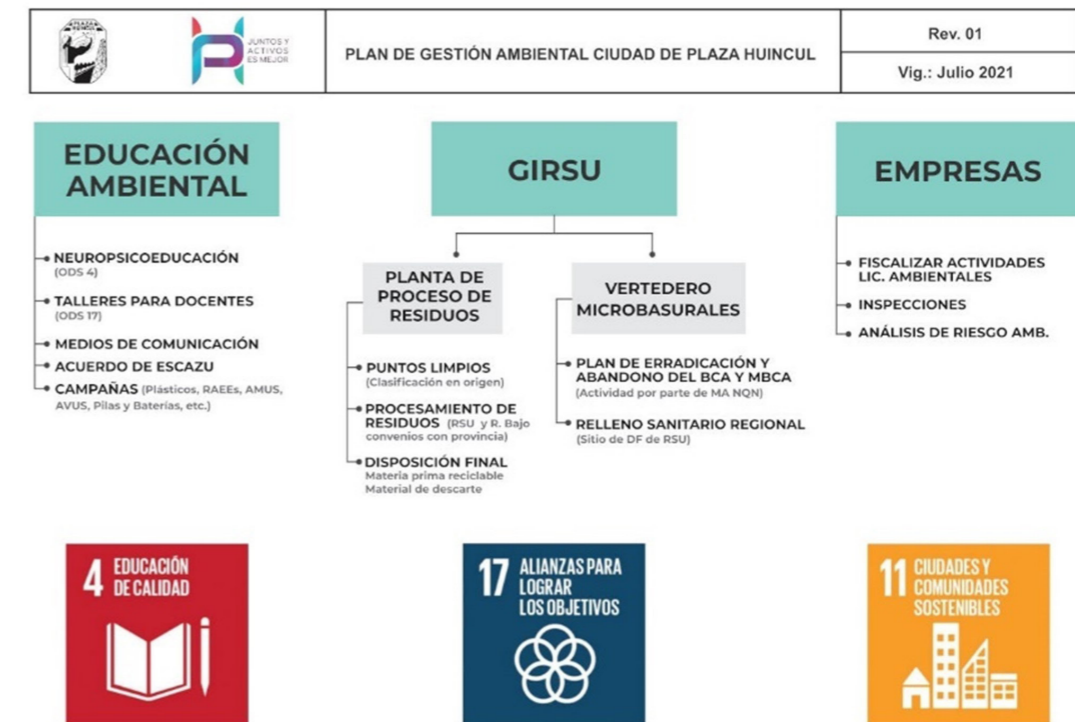 PLAZA
HUINCUL
JUNTOS Y
ACTIVOS
ES MEJOR
PLAN DE GESTIÓN AMBIENTAL CIUDAD DE PLAZA HUINCUL
Rev. 01
Vig.: Julio 2021
EDUCACIÓN
AMBIENTAL
NEUROPSICOEDUCACIÓN
(ODS 4)
TALLERES PARA DOCENTES
(ODS 17)
MEDIOS DE COMUNICACIÓN
ACUERDO DE ESCAZU
CAMPAÑAS (Plásticos, RAEEs, AMUS,
AVUS, Pilas y Baterías, etc.)
GIRSU
PLANTA DE
PROCESO DE
RESIDUOS
PUNTOS LIMPIOS
(Clasificación en origen)
PROCESAMIENTO DE
RESIDUOS (RSU y R. Bajo
convenios con provincia)
DISPOSICIÓN FINAL
Materia prima reciclable
Material de descarte
VERTEDERO
MICROBASURALES
PLAN DE ERRADICACIÓN Y
ABANDONO DEL BCA Y MBCA
(Actividad por parte de MA NQN)
RELLENO SANITARIO REGIONAL
(Sitio de DF de RSU)
EMPRESAS
FISCALIZAR ACTIVIDADES
LIC. AMBIENTALES
INSPECCIONES
ANÁLISIS DE RIESGO AMB.
4 EDUCACIÓN
DE CALIDAD
17 ALIANZAS PARA
LOGRAR
LOS OBJETIVOS
11 CIUDADES Y
COMUNIDADES
SOSTENIBLES